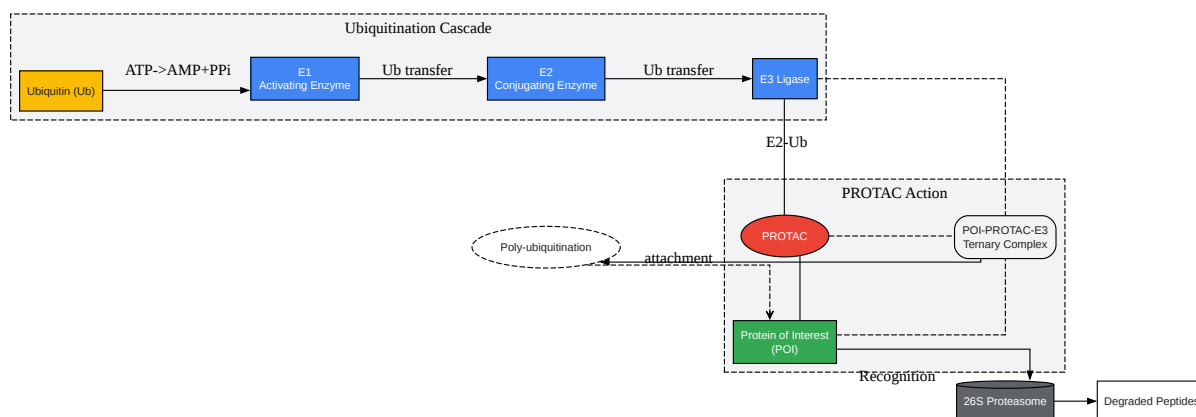 Ubiquitination Cascade
ATP->AMP+PPi
Ubiquitin (Ub)
E1
Activating Enzyme
Ub transfer
E2
Conjugating Enzyme
Ub transfer
E3 Ligase
E2-Ub
PROTAC Action
PROTAC
POI-PROTAC-E3
Ternary Complex
Poly-ubiquitination
attachment
Protein of Interest
(POI)
Recognition
26S Proteasome
Degraded Peptides